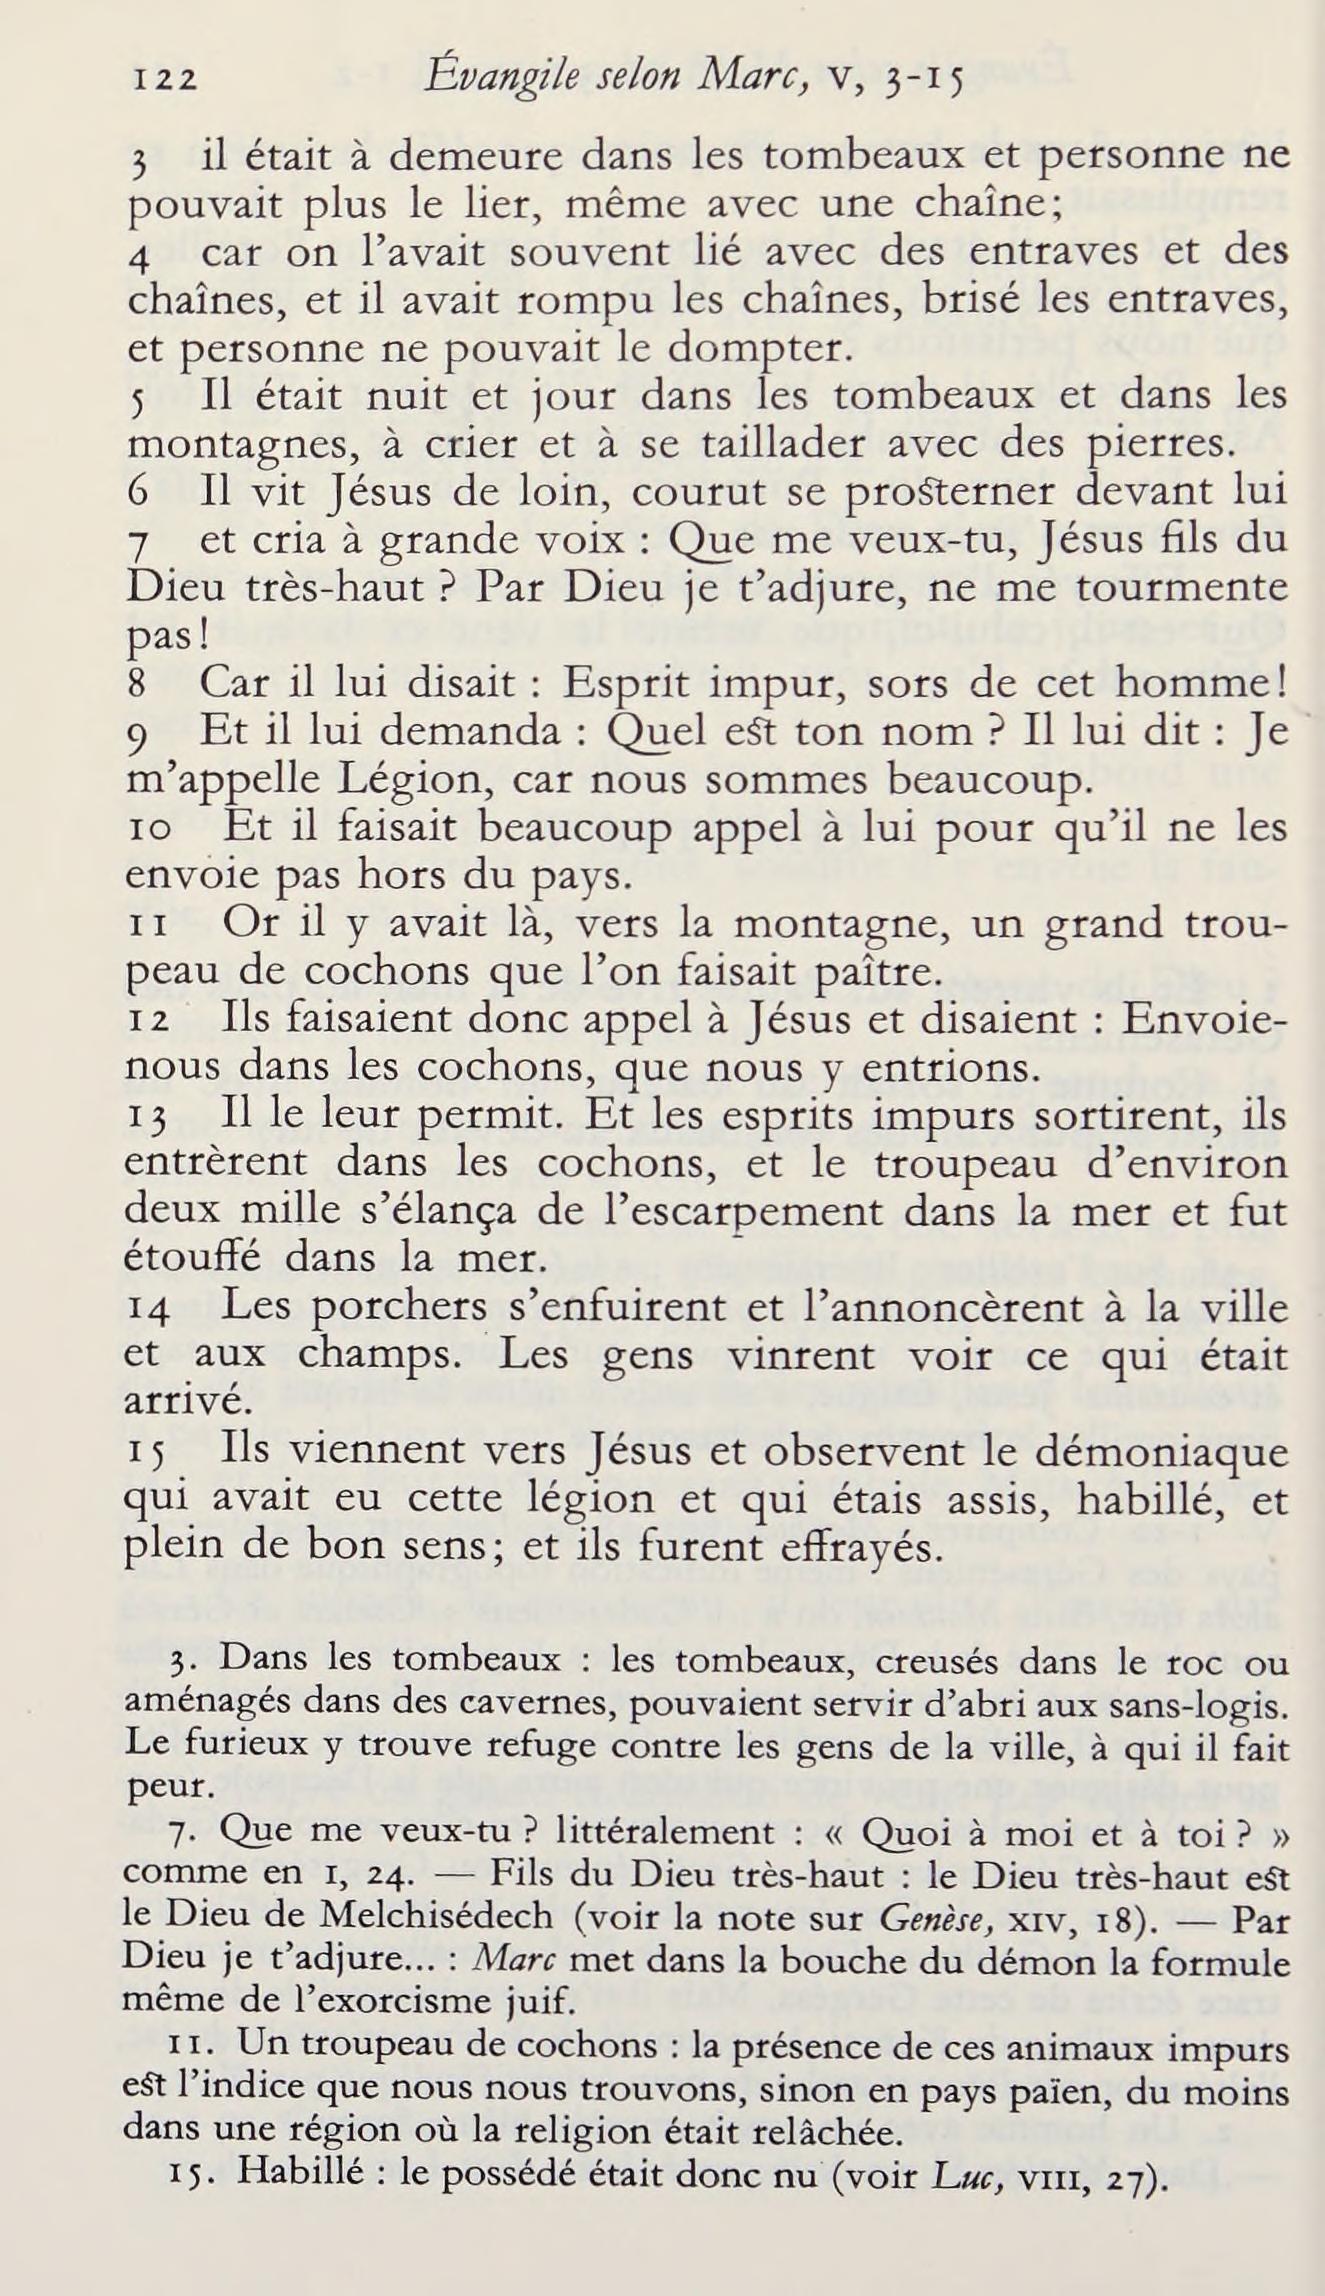 122 Évangile selon Marc, V, 3-15
3 il était à demeure dans les tombeaux et personne ne
pouvait plus le lier, même avec une chaîne;
4 car on l’avait souvent lié avec des entraves et des
chaînes, et il avait rompu les chaînes, brisé les entraves,
et personne ne pouvait le dompter.
5 Il était nuit et jour dans les tombeaux et dans les
montagnes, à crier et à se taillader avec des pierres.
6 Il vit Jésus de loin, courut se prosterner devant lui
7 et cria à grande voix : Que me veux-tu, Jésus fils du
Dieu très-haut ? Par Dieu je t’adjure, ne me tourmente
pas!
8 Car il lui disait : Esprit impur, sors de cet homme!
9 Et il lui demanda : Quel est ton nom ? Il lui dit : Je
m’appelle Légion, car nous sommes beaucoup.
10 Et il faisait beaucoup appel à lui pour qu’il ne les
envoie pas hors du pays.
11 Or il y avait là, vers la montagne, un grand trou-
peau de cochons que l’on faisait paître.
12 Ils faisaient donc appel à Jésus et disaient : Envoie-
nous dans les cochons, que nous y entrions.
13 Il le leur permit. Et les esprits impurs sortirent, ils
entrèrent dans les cochons, et le troupeau d’environ
deux mille s’élança de l’escarpement dans la mer et fut
étouffé dans la mer.
14 Les porchers s’enfuirent et l’annoncèrent à la ville
et aux champs. Les gens vinrent voir ce qui était
arrivé.
15 Ils viennent vers Jésus et observent le démoniaque
qui avait eu cette légion et qui étais assis, habillé, et
plein de bon sens; et ils furent effrayés.
3. Dans les tombeaux : les tombeaux, creusés dans le roc ou
aménagés dans des cavernes, pouvaient servir d’abri aux sans-logis.
Le furieux y trouve refuge contre les gens de la ville, à qui il fait
peur.
7. Que me veux-tu ? littéralement : « Quoi à moi et à toi ? »
comme en I, 24. — Fils du Dieu très-haut : le Dieu très-haut est
le Dieu de Melchisédech (voir la note sur Genèse, XIV, 18). — Par
Dieu je t’adjure... : Marc met dans la bouche du démon la formule
même de l’exorcisme juif.
11. Un troupeau de cochons : la présence de ces animaux impurs
est l’indice que nous nous trouvons, sinon en pays païen, du moins
dans une région où la religion était relâchée.
15. Habillé : le possédé était donc nu (voir Luc, VIII, 27).